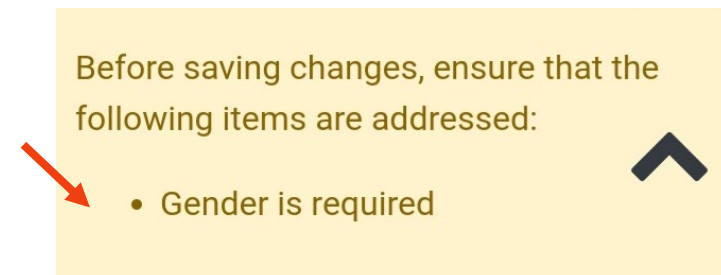 Before saving changes, ensure that the
following items are addressed:
• Gender is required